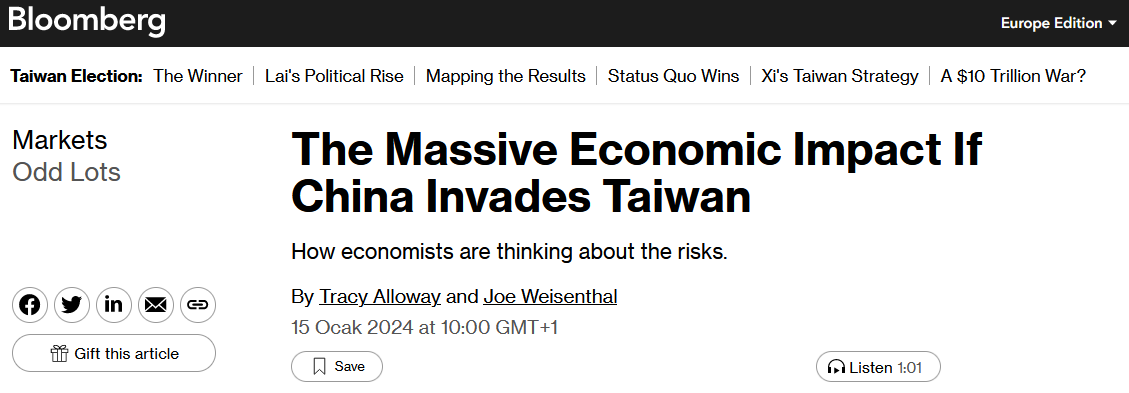 Bloomberg
Europe Edition
Taiwan Election: The Winner Lai's Political Rise Mapping the Results Status Quo Wins Xi's Taiwan Strategy A $10 Trillion War?
Markets
Odd Lots
The Massive Economic Impact If
China Invades Taiwan
How economists are thinking about the risks.
By Tracy Alloway and Joe Weisenthal
15 Ocak 2024 at 10:00 GMT+1
Gift this article
Save
Listen 1:01